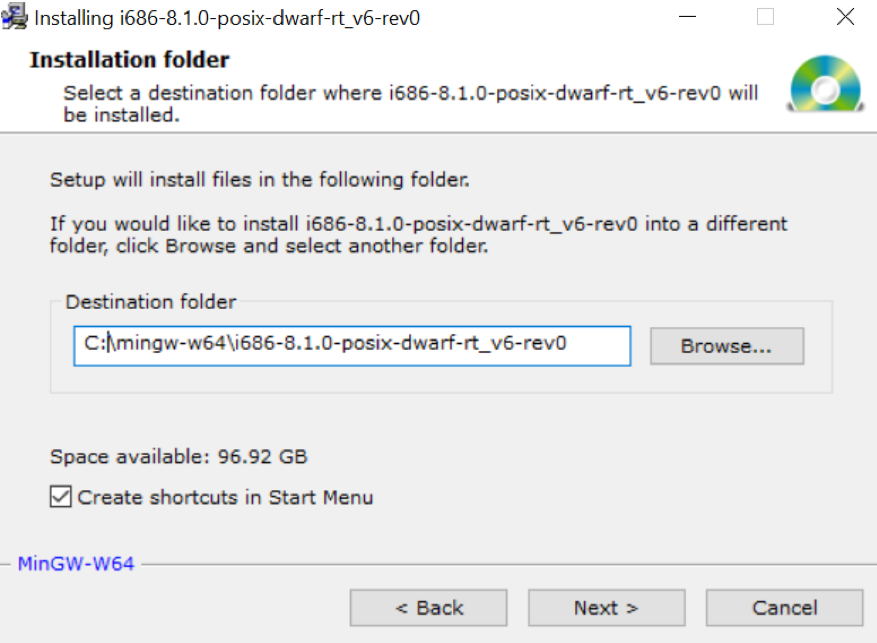 Installing i686-8.1.0-posix-dwarf-rt_v6-rev0
Installation folder
Select a destination folder where i686-8.1.0-posix-dwarf-rt_v6-rev0 will
be installed.
Setup will install files in the following folder.
If you would like to install i686-8.1.0-posix-dwarf-rt_v6-rev0 into a different
folder, click Browse and select another folder.
Destination folder
C:\mingw-w64\i686-8.1.0-posix-dwarf-rt_v6-rev0
Browse...
Space available: 96.92 GB
Create shortcuts in Start Menu
MinGW-W64
< Back
Next >
Cancel